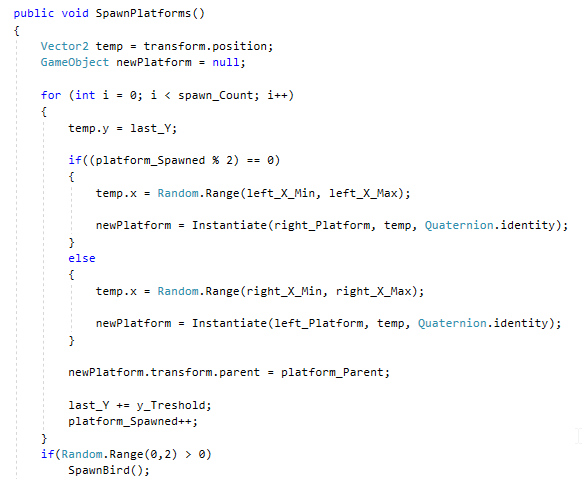 public void SpawnPlatforms()
{
Vector2 temp = transform.position;
GameObject newPlatform = null;
for (int i = 0; i < spawn_Count; i++)
{
temp.y = last_Y;
if((platform_Spawned % 2) == 0)
{
temp.x = Random.Range(left_X_Min, left_X_Max);
newPlatform = Instantiate(right_Platform, temp, Quaternion.identity);
}
else
{
temp.x = Random.Range(right_X_Min, right_X_Max);
newPlatform = Instantiate(left_Platform, temp, Quaternion.identity);
}
newPlatform.transform.parent = platform_Parent;
last_Y += y_Treshold;
platform_Spawned++;
}
if(Random.Range(0,2) > 0)
SpawnBird();